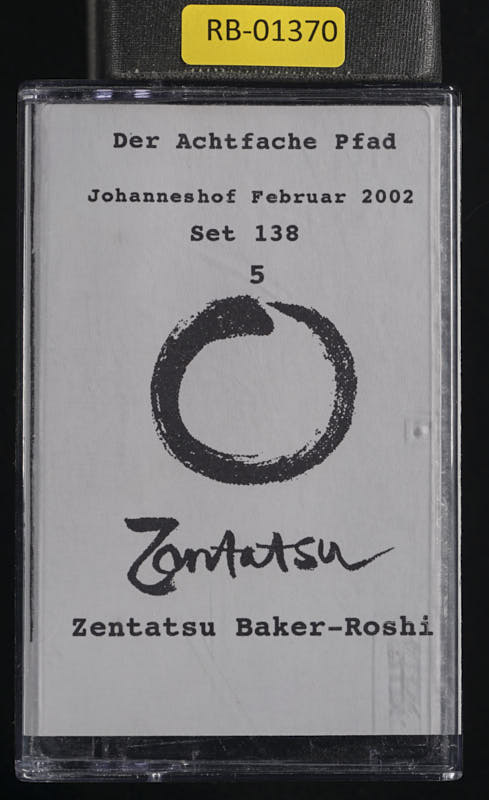 RB-01370
Der Achtfache Pfad
Johanneshof Februar 2002
Set 138
5
Zentatsu
Zentatsu Baker-Roshi